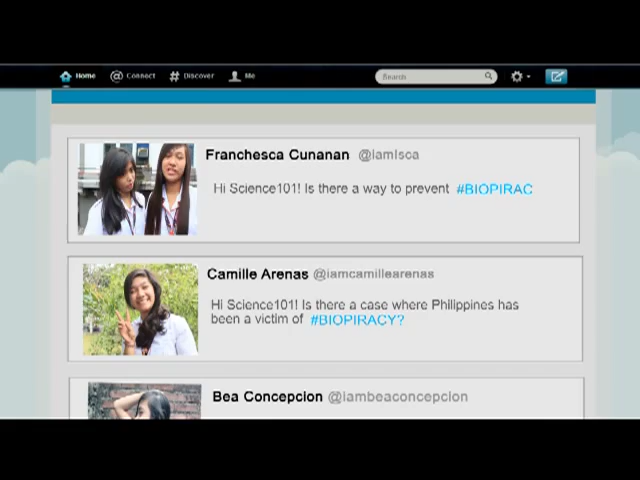 Home @ Connect # Discover Me Search
Franchesca Cunanan @iamIsca
Hi Science101! Is there a way to prevent #BIOPIRAC
Camille Arenas @iamcamillearenas
Hi Science101! Is there a case where Philippines has
been a victim of #BIOPIRACY?
Bea Concepcion @iambeaconcepcion